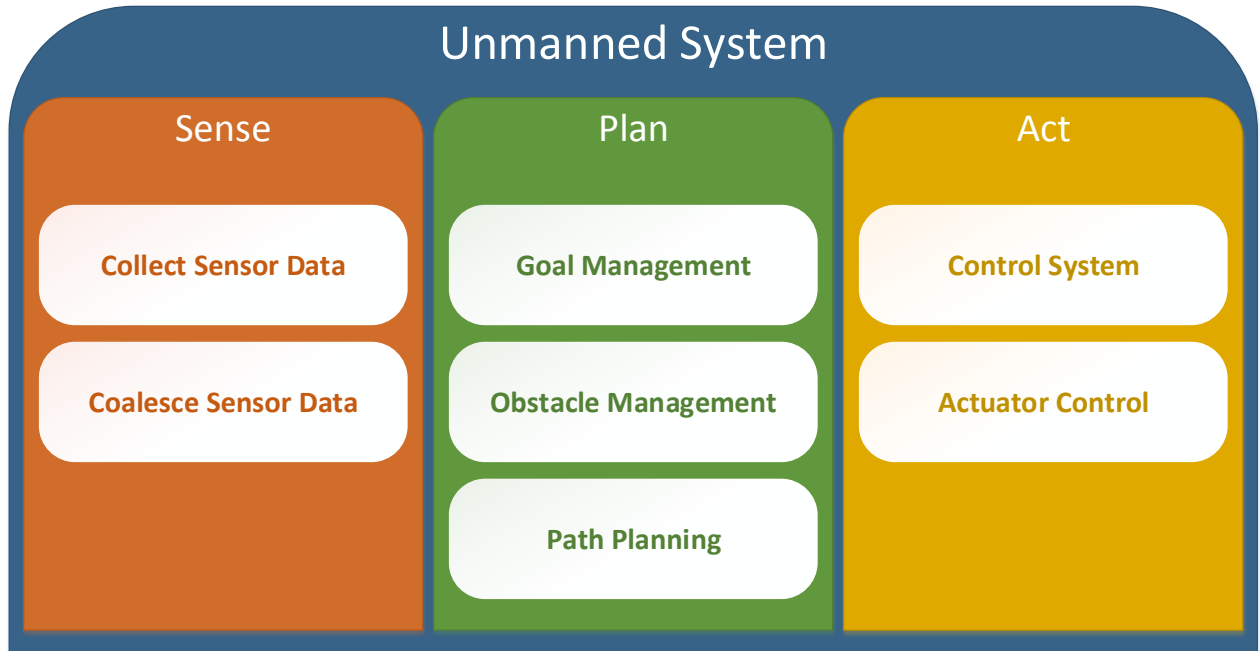 Unmanned System
Sense
Collect Sensor Data
Coalesce Sensor Data
Plan
Goal Management
Obstacle Management
Path Planning
Act
Control System
Actuator Control